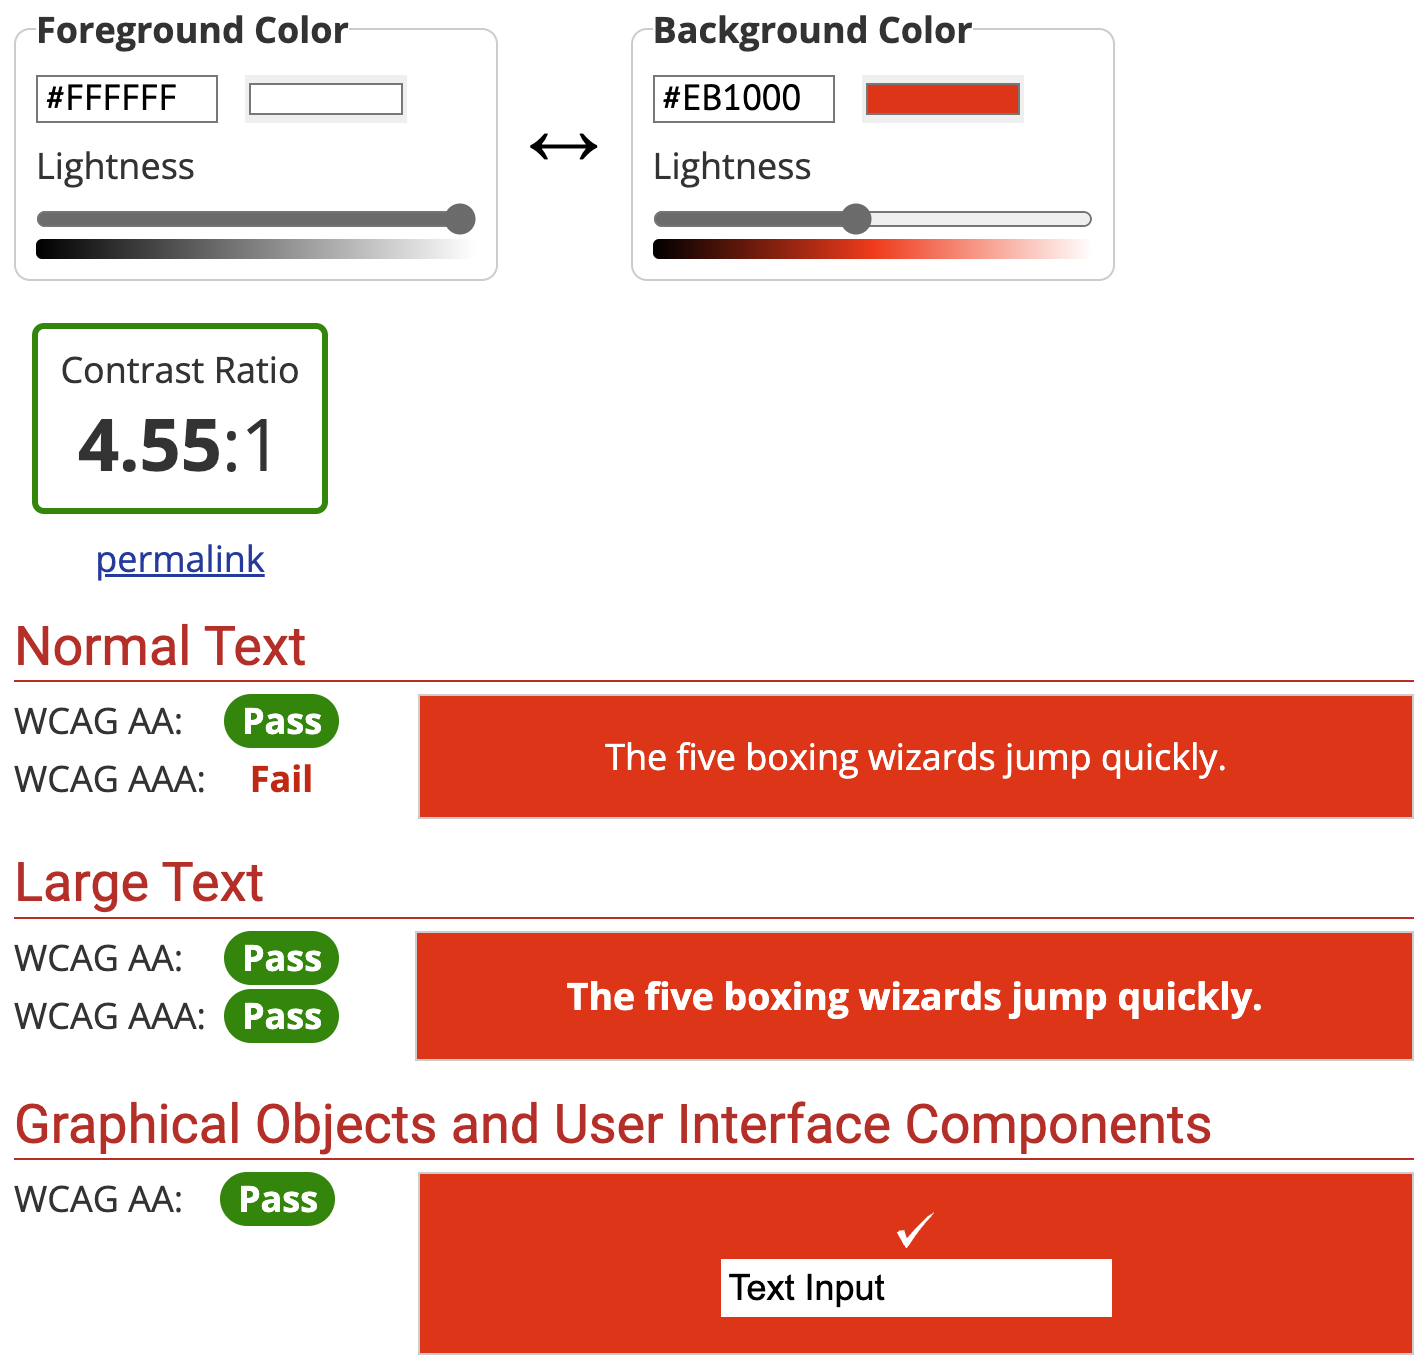 Foreground Color
#FFFFFF
Lightness
Background Color
#EB1000
Lightness
Contrast Ratio
4.55:1
permalink
Normal Text
WCAG AA: Pass
WCAG AAA: Fail
The five boxing wizards jump quickly.
Large Text
WCAG AA: Pass
WCAG AAA: Pass
The five boxing wizards jump quickly.
Graphical Objects and User Interface Components
WCAG AA: Pass
Text Input